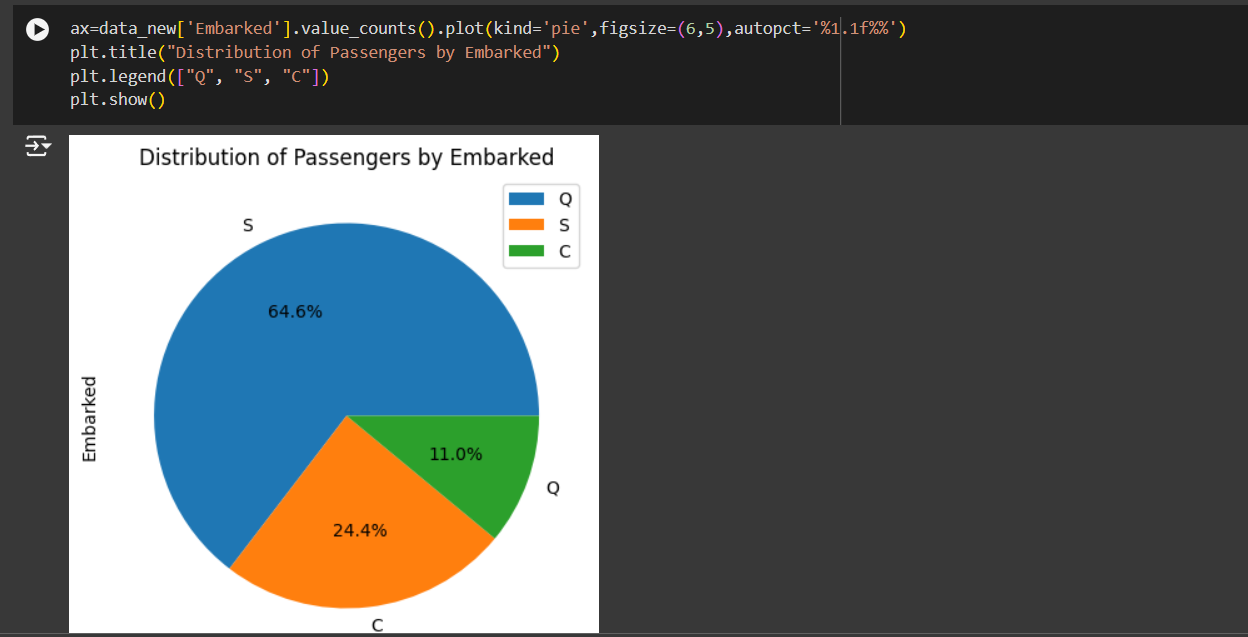 ax=data_new['Embarked'].value_counts().plot(kind='pie',figsize=(6,5),autopct='%1.1f%%')
plt.title("Distribution of Passengers by Embarked")
plt.legend(["Q", "S", "C"])
plt.show()
Distribution of Passengers by Embarked
Q
S
C
S
64.6%
Embarked
11.0%
Q
24.4%
C